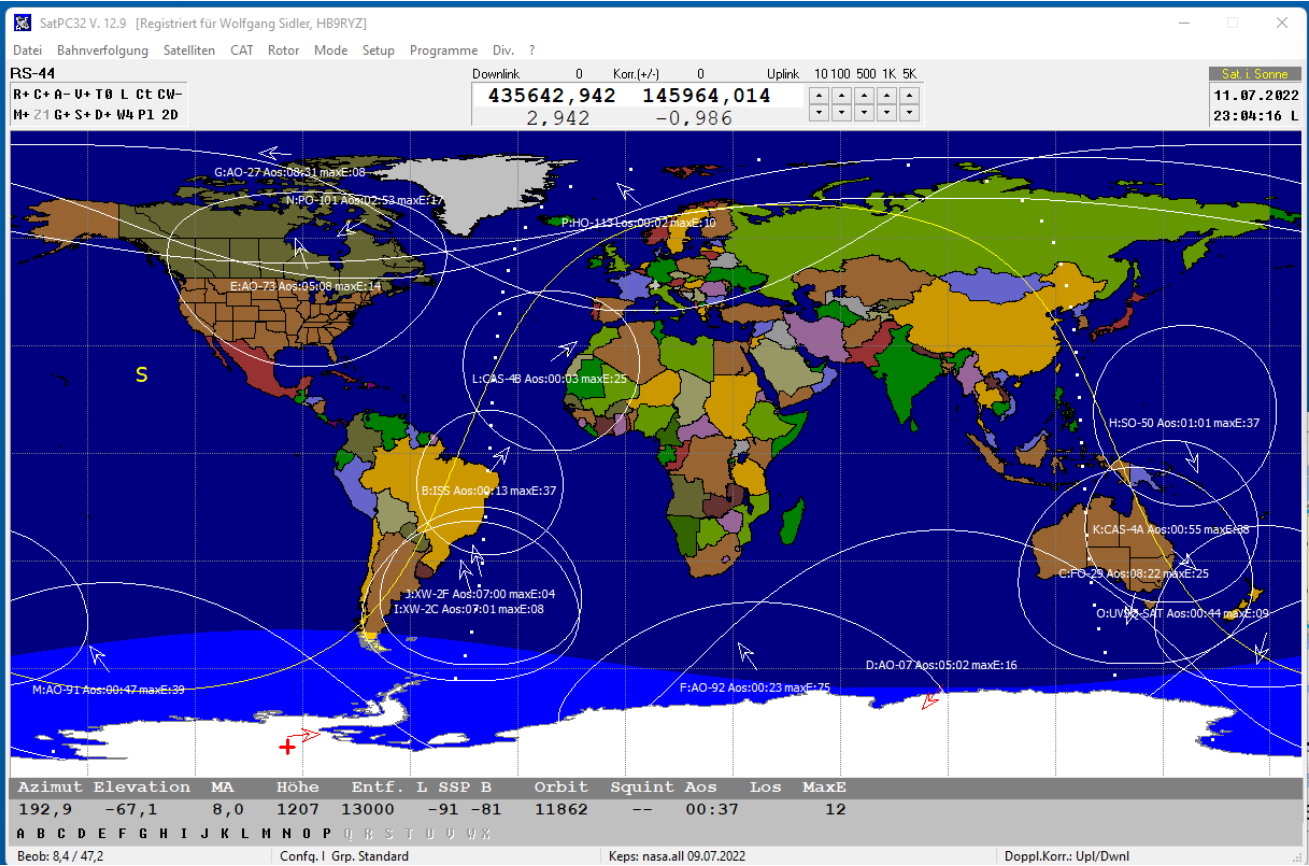 SatPC32 V. 12.9 [Registriert für Wolfgang Sidler, HB9RYZ]
Datei Bahnverfolgung Satelliten CAT Rotor Mode Setup Programme Div. ?
RS-44
R+ C+ A- V+ T0 L Ct CW-
M+ Z1 G+ S+ D+ W4 Pl 2D
Downlink 0 Korr.(+/-) 0 Uplink 10 100 500 1K 5K
435642,942 145964,014
2,942 -0,986
Sat. i. Sonne
11.07.2022
23:04:16 L
G:AO-27 Aos:08:31 maxE:08
N:PO-101 Aos:02:53 maxE:17
P:HO-113 Los:00:02 maxE:10
E:AO-73 Aos:05:08 maxE:14
S
L:CAS-4B Aos:00:03 maxE:25
H:SO-50 Aos:01:01 maxE:37
B:ISS Aos:00:13 maxE:37
K:CAS-4A Aos:00:55 maxE:38
C:FO-29 Aos:08:22 maxE:25
J:XW-2F Aos:07:00 maxE:04
I:XW-2C Aos:07:01 maxE:08
Aos:00:44 maxE:09
D:AO-07 Aos:05:02 maxE:16
M:AO-91 Aos:00:47 maxE:39
F:AO-92 Aos:00:23 maxE:75
Azimut Elevation MA Höhe Entf. L SSP B Orbit Squint Aos Los MaxE
192,9 -67,1 8,0 1207 13000 -91 -81 11862 -- 00:37 12
A B C D E F G H I J K L M N O P Q R S T U V W X
Beob: 8,4 / 47,2 Confg. I Grp. Standard Keps: nasa.all 09.07.2022 Doppl.Korr.: Upl/Dwnl